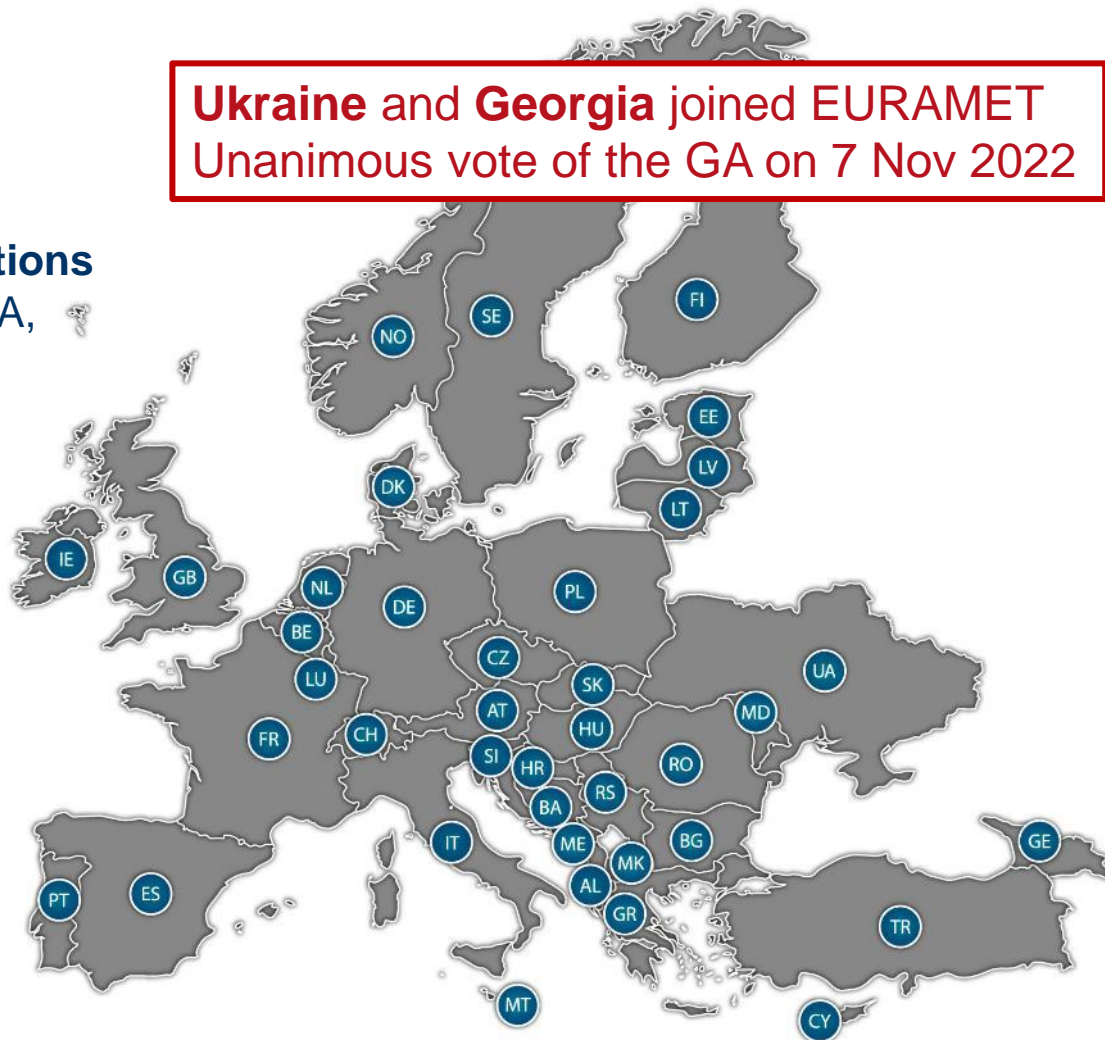 Ukraine and Georgia joined EURAMET
Unanimous vote of the GA on 7 Nov 2022
tions
A,
FI
SE
NO
EE
LV
DK
LT
IE
GB
NL
DE
PL
BE
CZ
UA
LU
SK
AT
MD
HU
FR
CH
SI
HR
RO
BA
RS
IT
ME
BG
GE
MK
AL
ES
PT
GR
TR
MT
CY